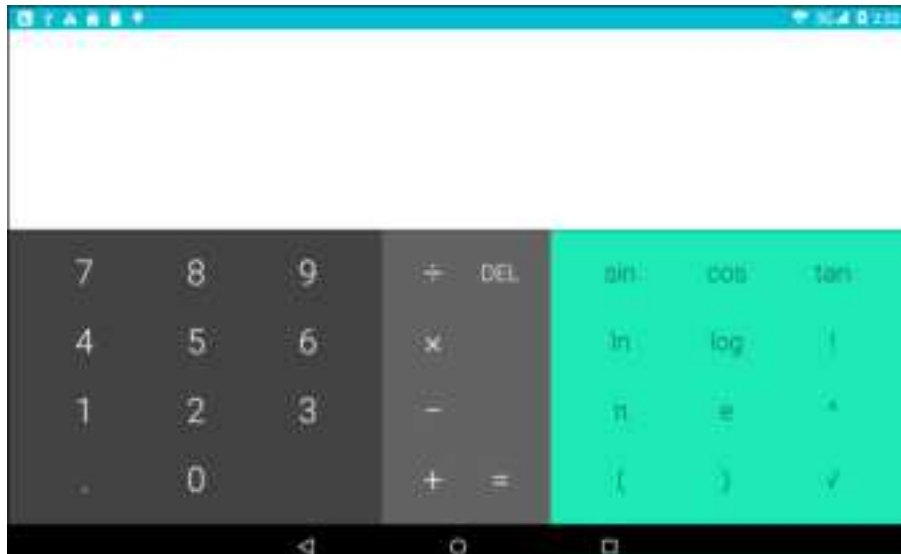 7 8 9 ÷ DEL sin cos tan
4 5 6 × ln log !
1 2 3 − π e ^
. 0 + = ( ) √